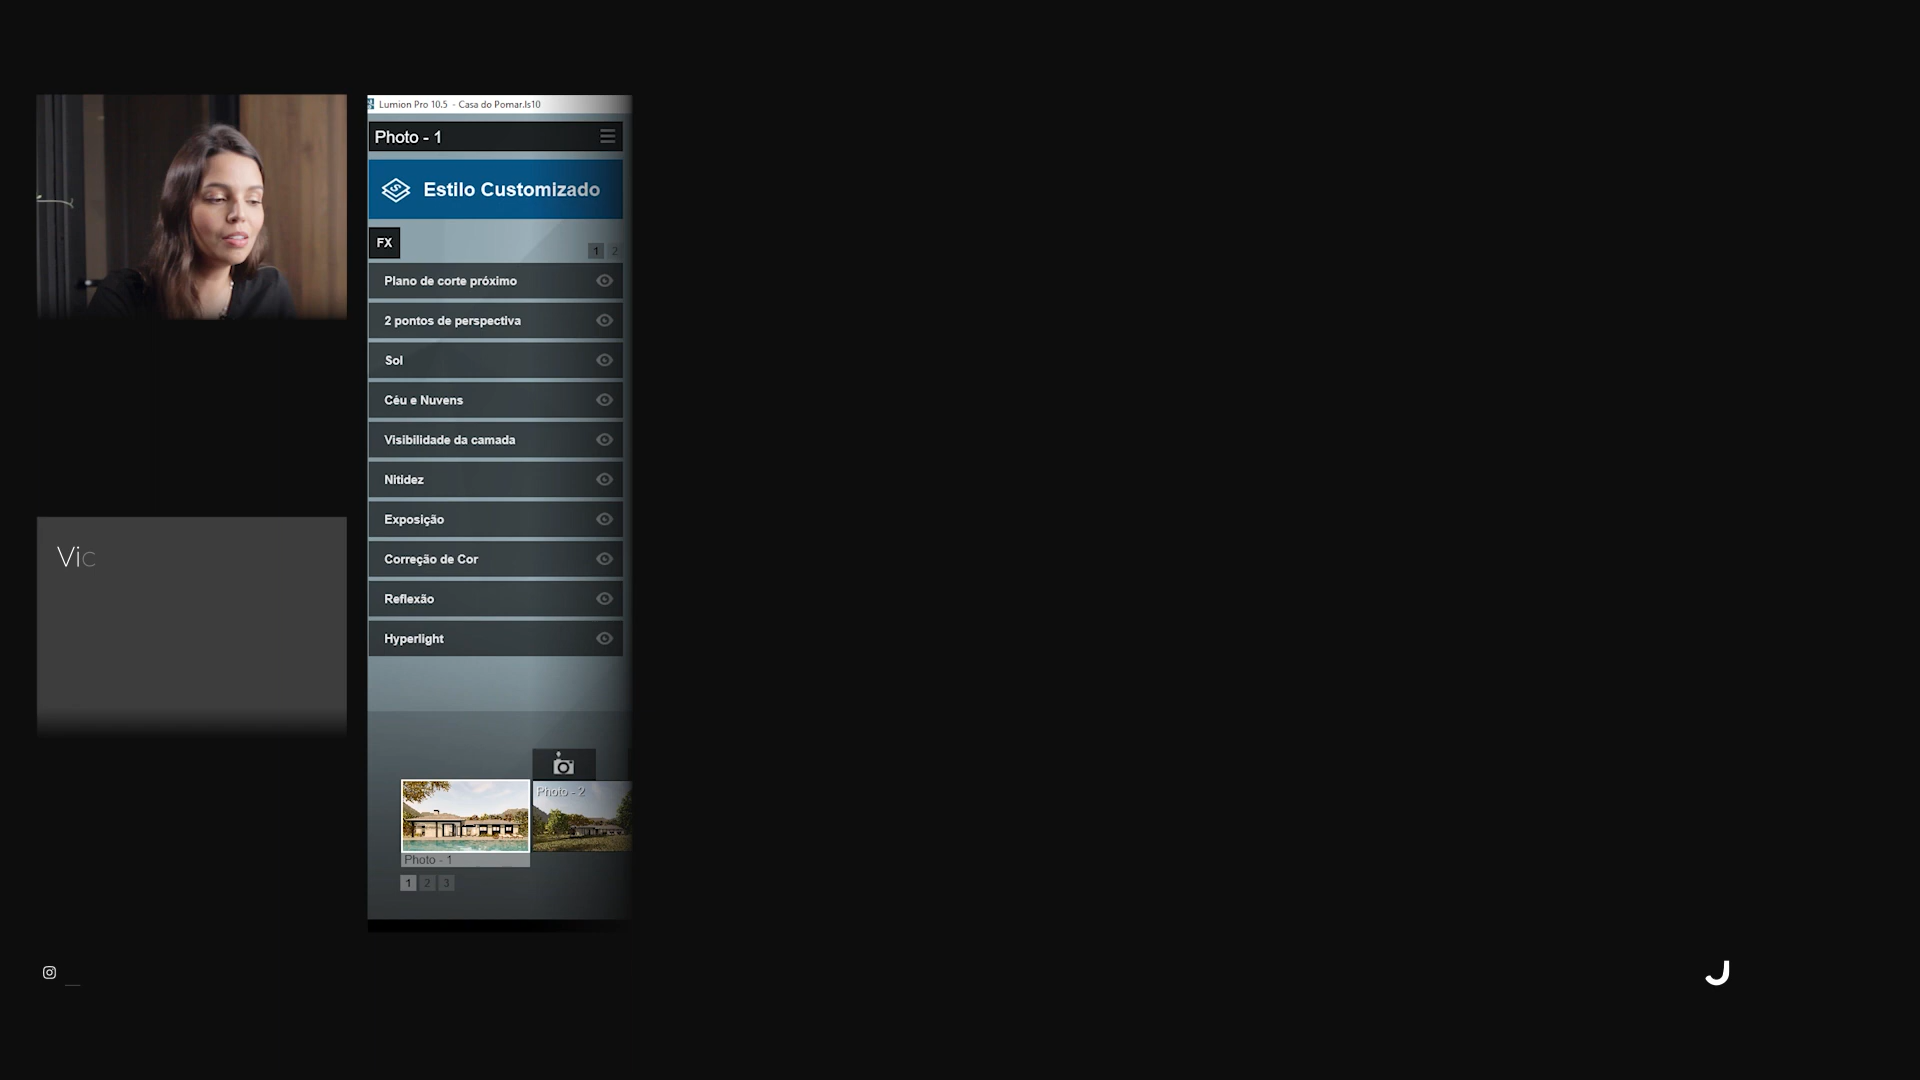 Lumion Pro 10.5 - Casa do Pomar.ls10
Photo - 1
Estilo Customizado
FX
1 2
Plano de corte próximo
2 pontos de perspectiva
Sol
Céu e Nuvens
Visibilidade da camada
Nitidez
Exposição
Correção de Cor
Reflexão
Hyperlight
Vic
Photo - 2
Photo - 1
1 2 3
J